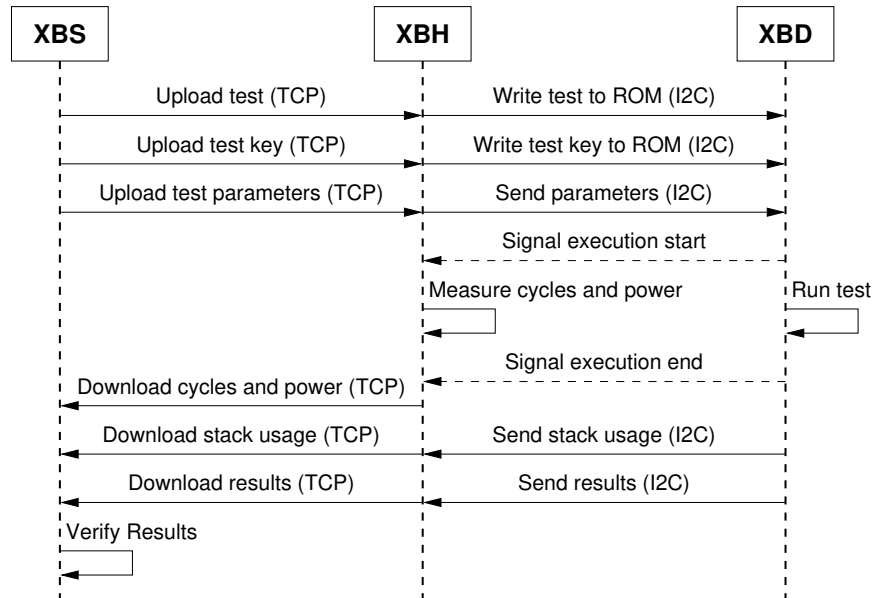 XBS
XBH
XBD
Upload test (TCP)
Write test to ROM (I2C)
Upload test key (TCP)
Write test key to ROM (I2C)
Upload test parameters (TCP)
Send parameters (I2C)
Signal execution start
Measure cycles and power
Run test
Signal execution end
Download cycles and power (TCP)
Download stack usage (TCP)
Send stack usage (I2C)
Download results (TCP)
Send results (I2C)
Verify Results